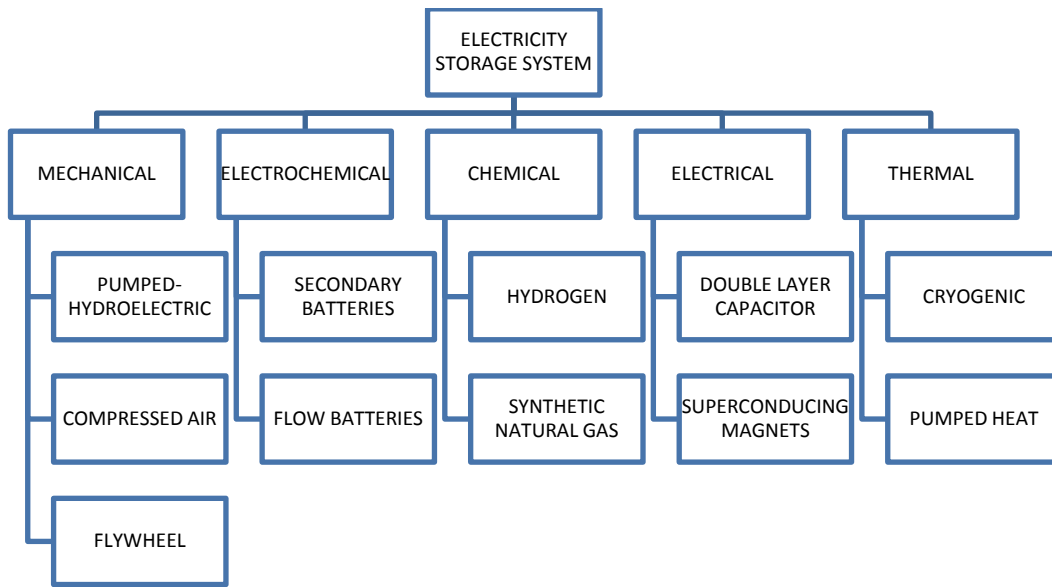 ELECTRICITY
STORAGE SYSTEM
MECHANICAL
ELECTROCHEMICAL
CHEMICAL
ELECTRICAL
THERMAL
PUMPED-
HYDROELECTRIC
SECONDARY
BATTERIES
HYDROGEN
DOUBLE LAYER
CAPACITOR
CRYOGENIC
COMPRESSED AIR
FLOW BATTERIES
SYNTHETIC
NATURAL GAS
SUPERCONDUCING
MAGNETS
PUMPED HEAT
FLYWHEEL